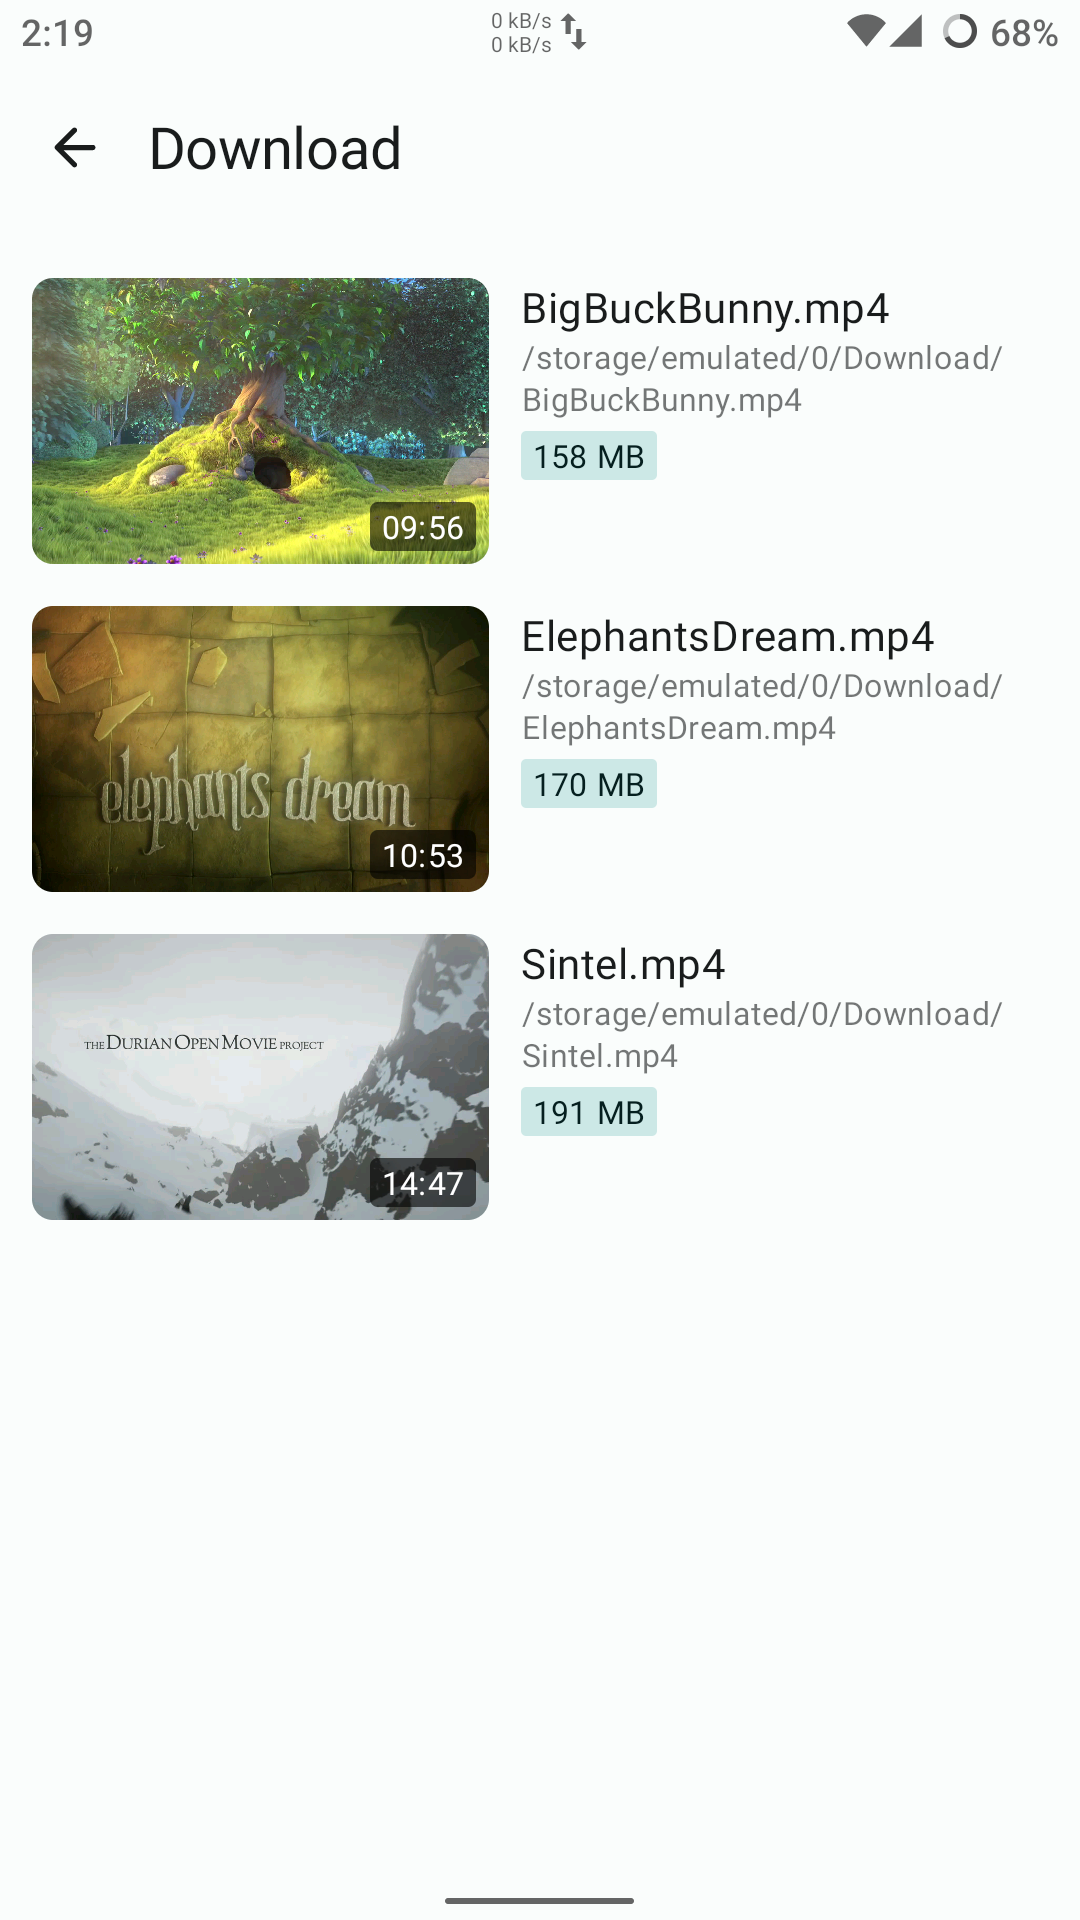 2:19
0 kB/s
0 kB/s
68%
Download
BigBuckBunny.mp4
/storage/emulated/0/Download/
BigBuckBunny.mp4
158 MB
09:56
ElephantsDream.mp4
/storage/emulated/0/Download/
ElephantsDream.mp4
170 MB
elephants dream
10:53
Sintel.mp4
/storage/emulated/0/Download/
Sintel.mp4
191 MB
THE DURIAN OPEN MOVIE PROJECT
14:47